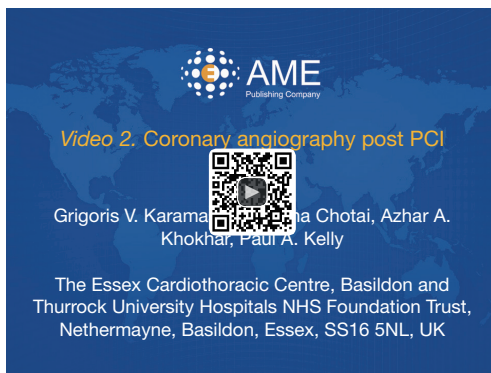 AME
Publishing Company
Video 2. Coronary angiography post PCI
Grigoris V. Chotai, Azhar A.
Khokhar, Paul A. Kelly
The Essex Cardiothoracic Centre, Basildon and
Thurrock University Hospitals NHS Foundation Trust,
Nethermayne, Basildon, Essex, SS16 5NL, UK